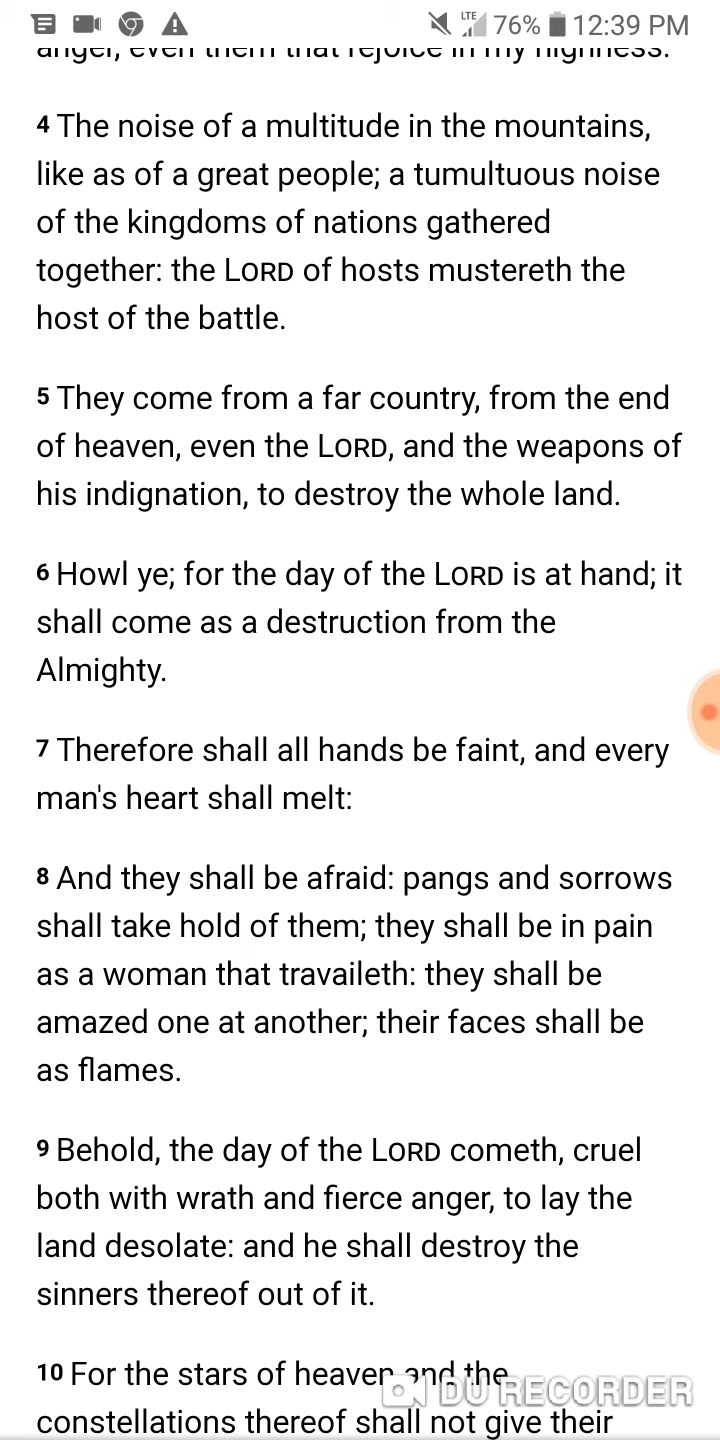 LTE 76% 12:39 PM
anger, even them that rejoice in my highness.
4 The noise of a multitude in the mountains,
like as of a great people; a tumultuous noise
of the kingdoms of nations gathered
together: the LORD of hosts mustereth the
host of the battle.
5 They come from a far country, from the end
of heaven, even the LORD, and the weapons of
his indignation, to destroy the whole land.
6 Howl ye; for the day of the LORD is at hand; it
shall come as a destruction from the
Almighty.
7 Therefore shall all hands be faint, and every
man's heart shall melt:
8 And they shall be afraid: pangs and sorrows
shall take hold of them; they shall be in pain
as a woman that travaileth: they shall be
amazed one at another; their faces shall be
as flames.
9 Behold, the day of the LORD cometh, cruel
both with wrath and fierce anger, to lay the
land desolate: and he shall destroy the
sinners thereof out of it.
10 For the stars of heaven and the
DU RECORDER
constellations thereof shall not give their